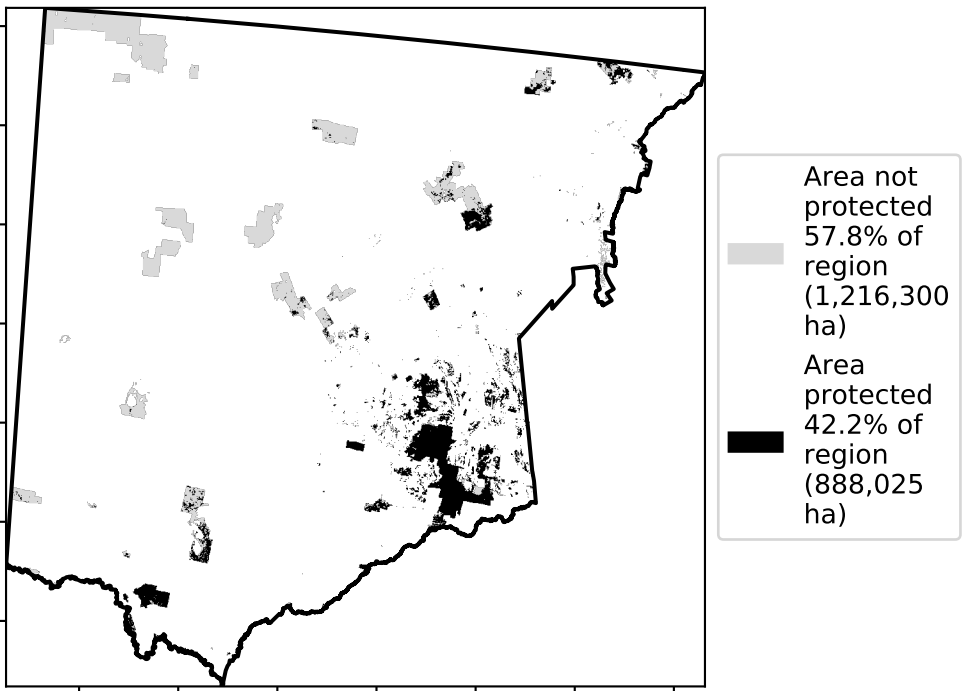 Area not
protected
57.8% of
region
(1,216,300
ha)
Area
protected
42.2% of
region
(888,025
ha)